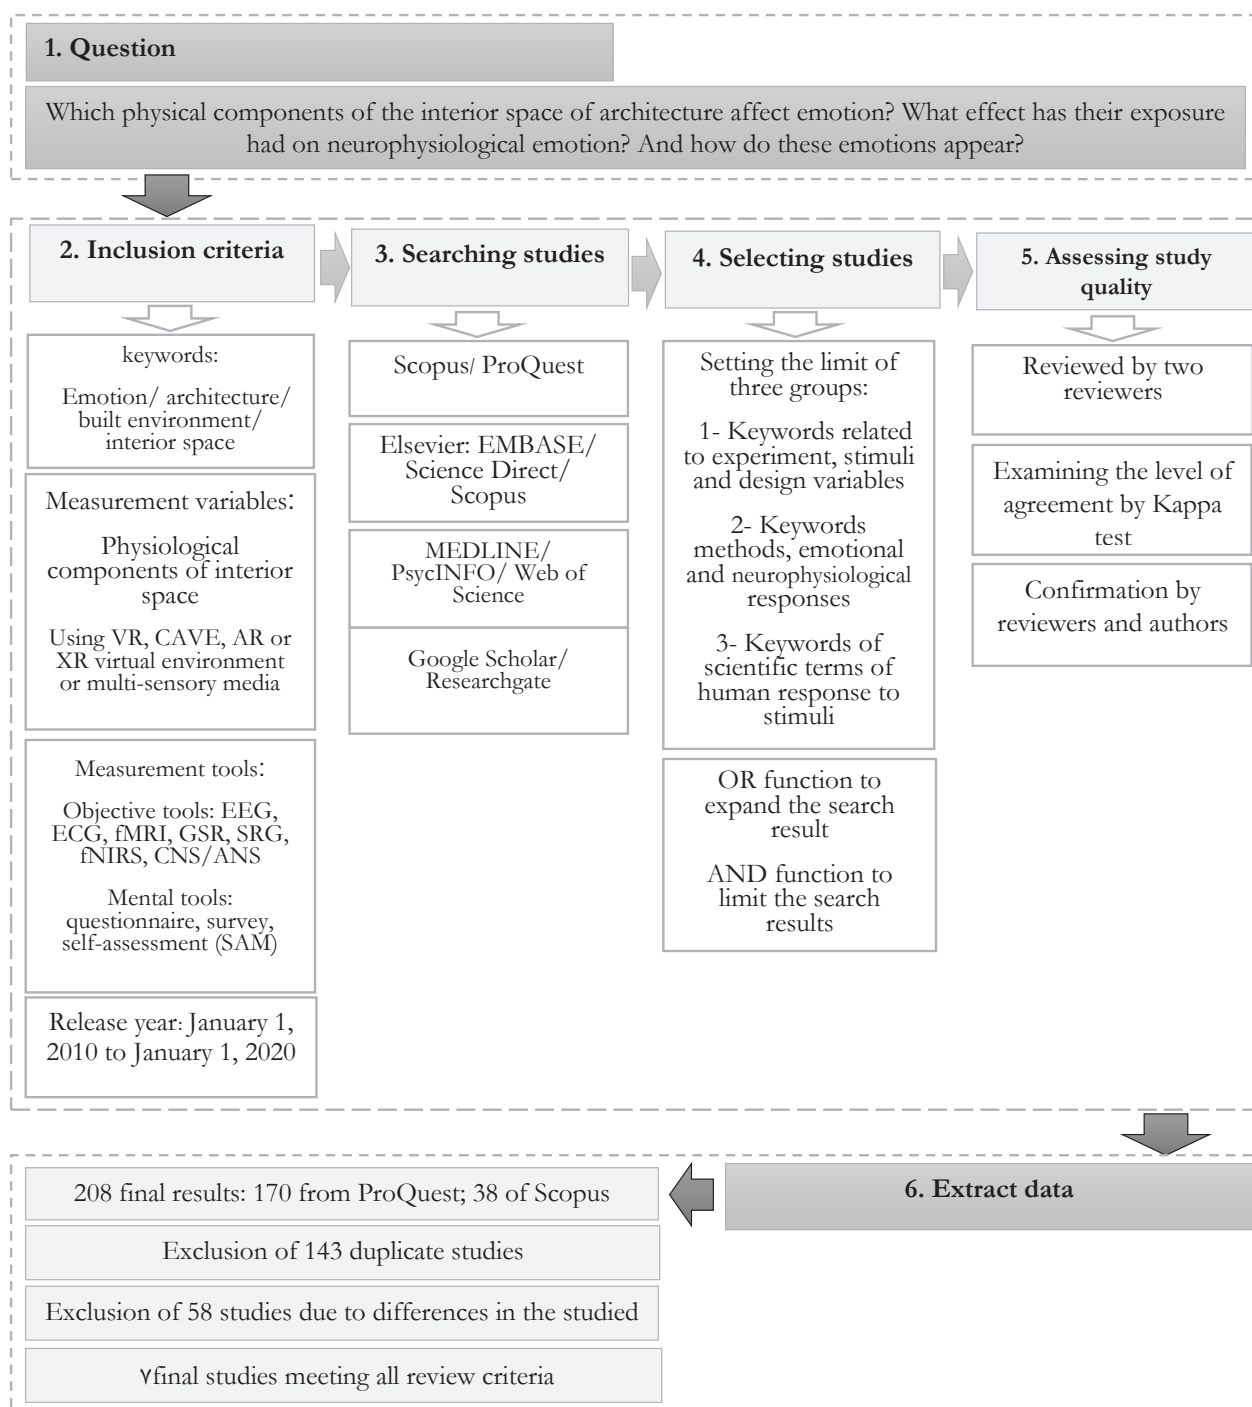 1. Question
Which physical components of the interior space of architecture affect emotion? What effect has their exposure
had on neurophysiological emotion? And how do these emotions appear?
2. Inclusion criteria
keywords:
Emotion/ architecture/
built environment/
interior space
Measurement variables:
Physiological
components of interior
space
Using VR, CAVE, AR or
XR virtual environment
or multi-sensory media
Measurement tools:
Objective tools: EEG,
ECG, fMRI, GSR, SRG,
fNIRS, CNS/ANS
Mental tools:
questionnaire, survey,
self-assessment (SAM)
Release year: January 1,
2010 to January 1, 2020
3. Searching studies
Scopus/ ProQuest
Elsevier: EMBASE/
Science Direct/
Scopus
MEDLINE/
PsycINFO/ Web of
Science
Google Scholar/
Researchgate
4. Selecting studies
Setting the limit of
three groups:
1- Keywords related
to experiment, stimuli
and design variables
2- Keywords
methods, emotional
and neurophysiological
responses
3- Keywords of
scientific terms of
human response to
stimuli
OR function to
expand the search
result
AND function to
limit the search
results
5. Assessing study
quality
Reviewed by two
reviewers
Examining the level of
agreement by Kappa
test
Confirmation by
reviewers and authors
6. Extract data
208 final results: 170 from ProQuest; 38 of Scopus
Exclusion of 143 duplicate studies
Exclusion of 58 studies due to differences in the studied
۷final studies meeting all review criteria